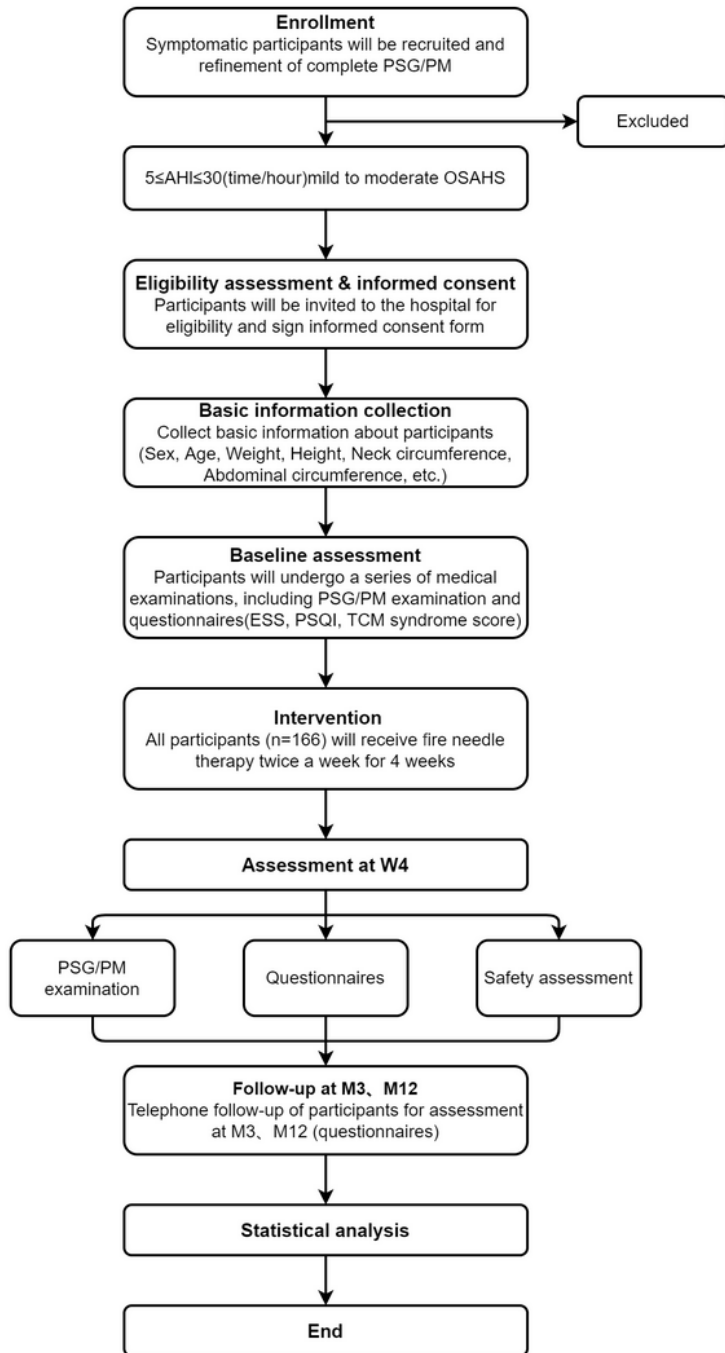 Enrollment
Symptomatic participants will be recruited and
refinement of complete PSG/PM
Excluded
5≤AHI≤30(time/hour)mild to moderate OSAHS
Eligibility assessment & informed consent
Participants will be invited to the hospital for
eligibility and sign informed consent form
Basic information collection
Collect basic information about participants
(Sex, Age, Weight, Height, Neck circumference,
Abdominal circumference, etc.)
Baseline assessment
Participants will undergo a series of medical
examinations, including PSG/PM examination and
questionnaires(ESS, PSQI, TCM syndrome score)
Intervention
All participants (n=166) will receive fire needle
therapy twice a week for 4 weeks
Assessment at W4
PSG/PM
examination
Questionnaires
Safety assessment
Follow-up at M3、M12
Telephone follow-up of participants for assessment
at M3、M12 (questionnaires)
Statistical analysis
End